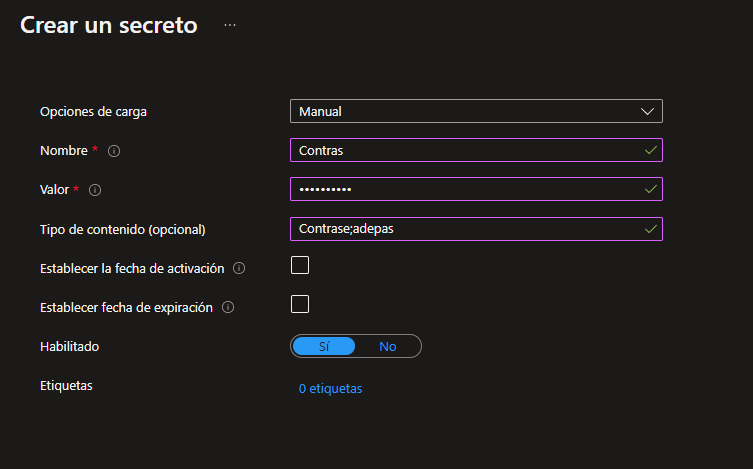 Crear un secreto ...
Opciones de carga Manual
Nombre * Contras
Valor * ••••••••••
Tipo de contenido (opcional) Contrase;adepas
Establecer la fecha de activación
Establecer fecha de expiración
Habilitado Sí No
Etiquetas 0 etiquetas